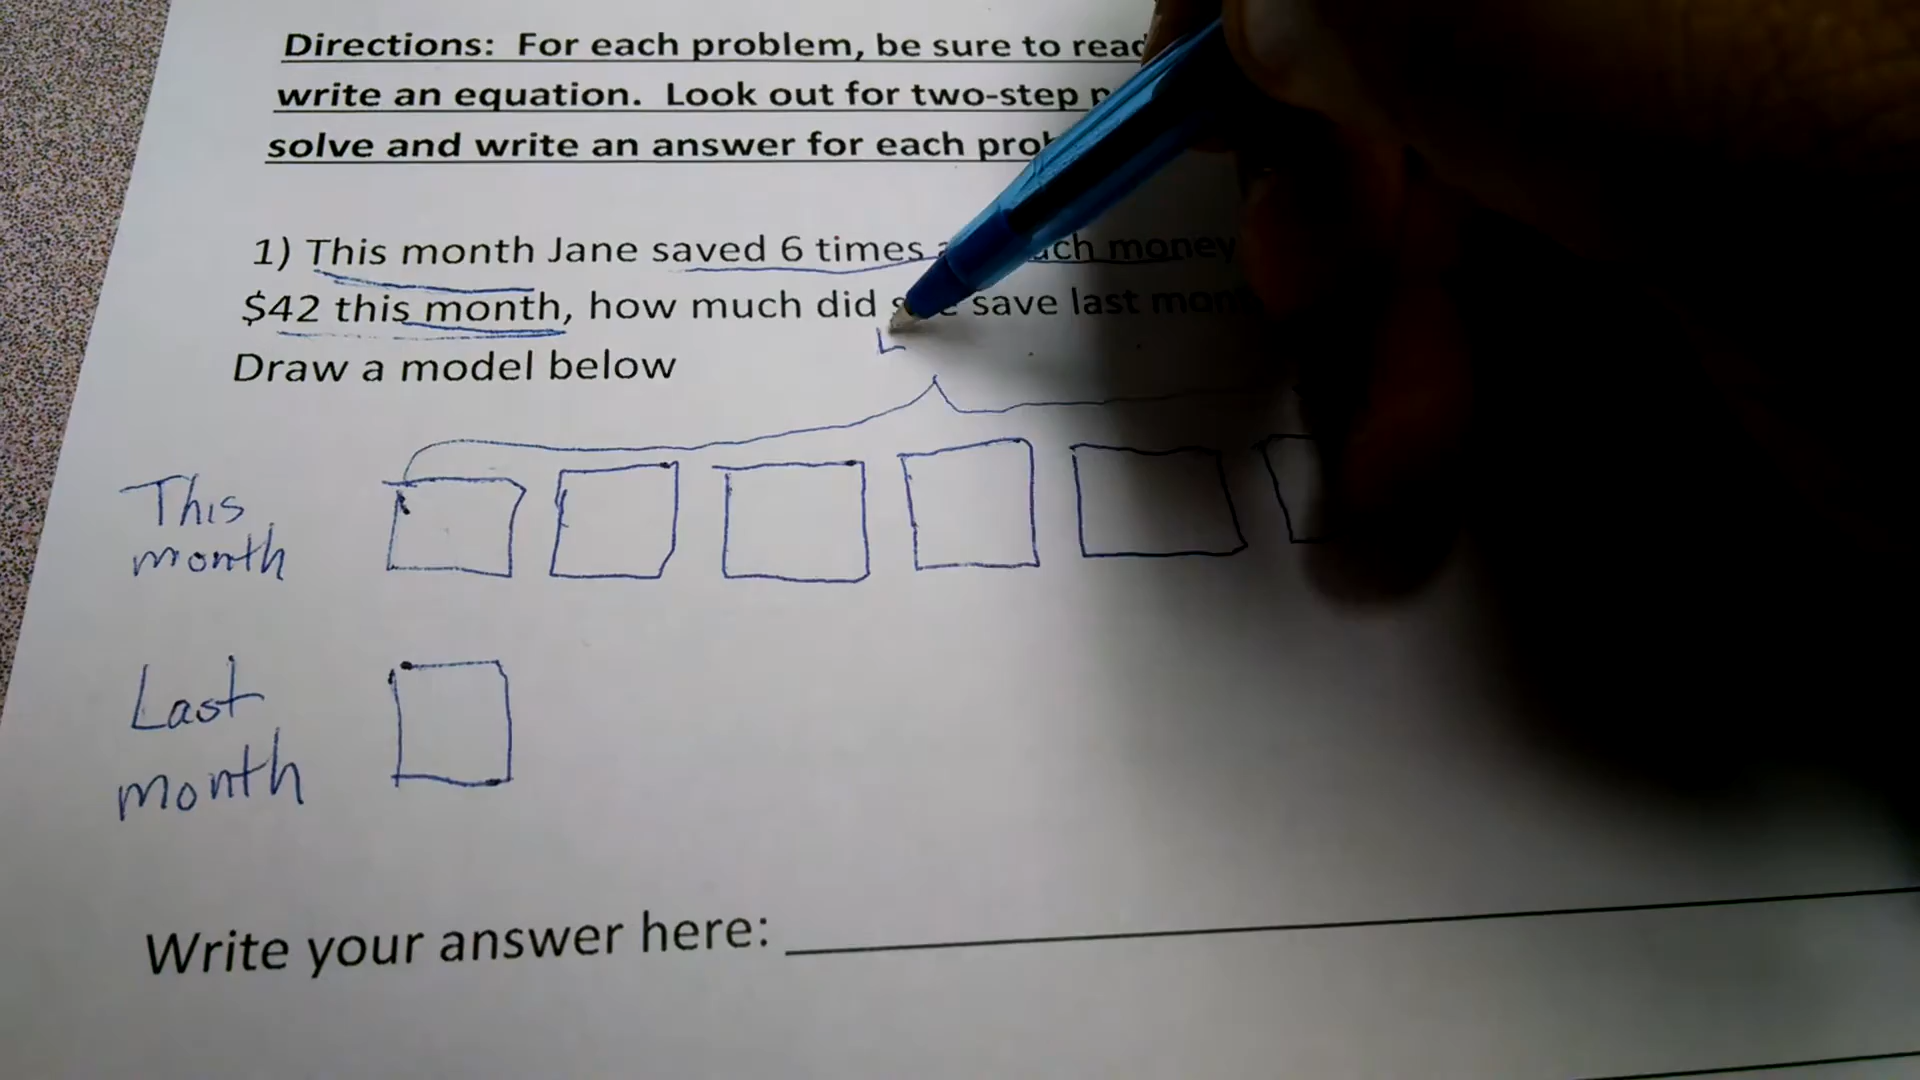 Directions: For each problem, be sure to read
write an equation. Look out for two-step
solve and write an answer for each
1) This month Jane saved 6 times money
$42 this month, how much did save last
Draw a model below
This
month
Last
month
Write your answer here: